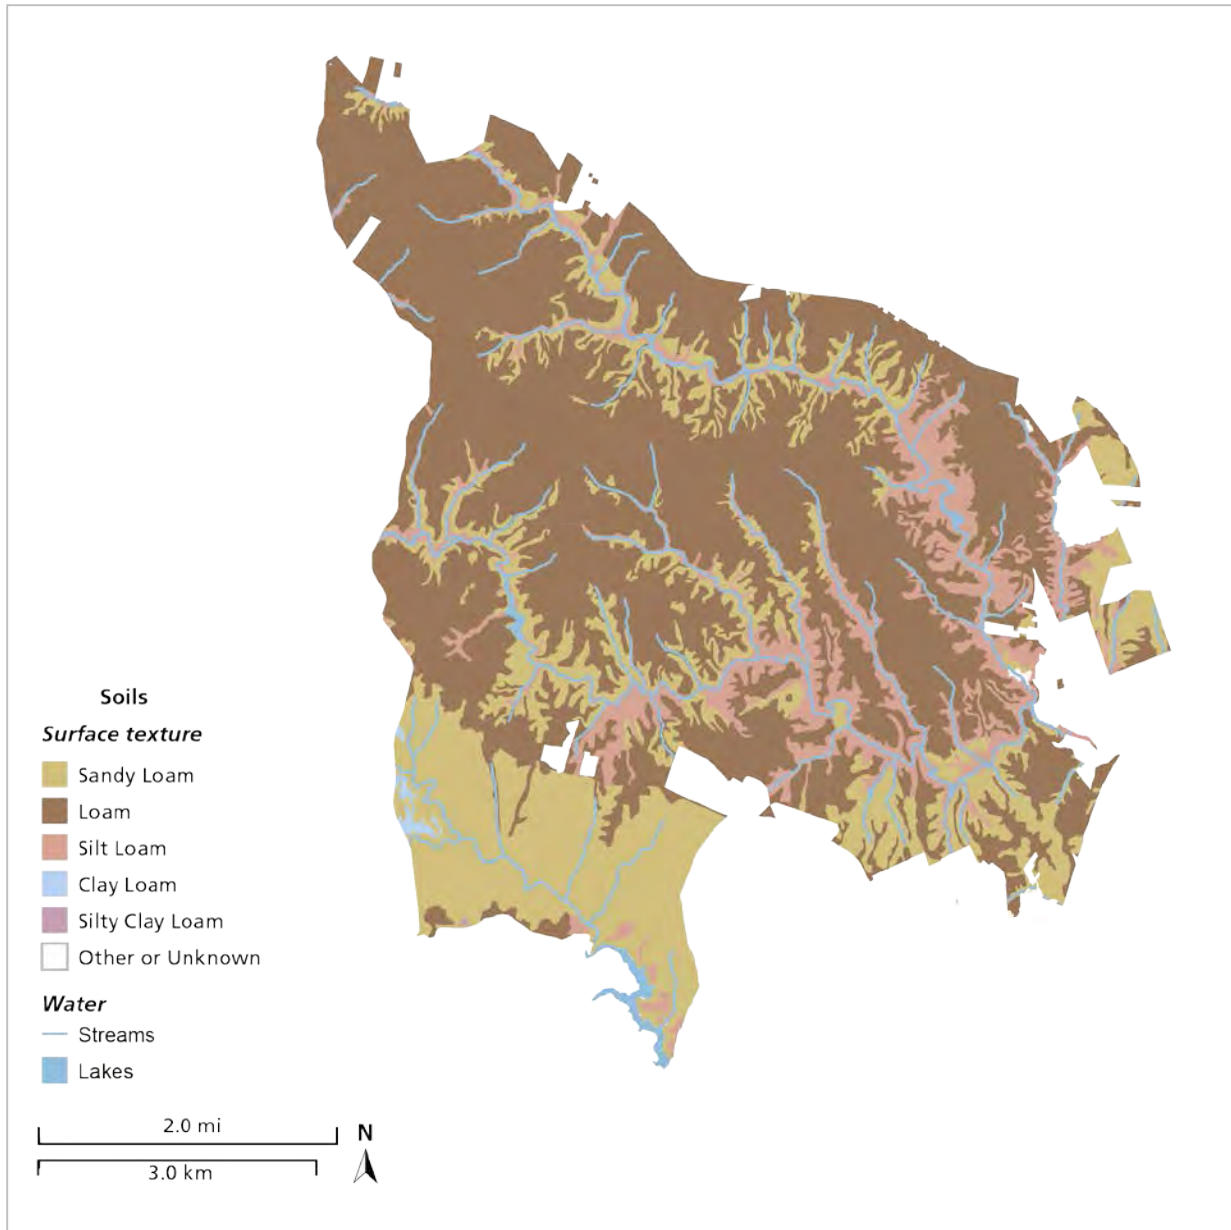 Soils
Surface texture
Sandy Loam
Loam
Silt Loam
Clay Loam
Silty Clay Loam
Other or Unknown
Water
Streams
Lakes
2.0 mi
N
3.0 km